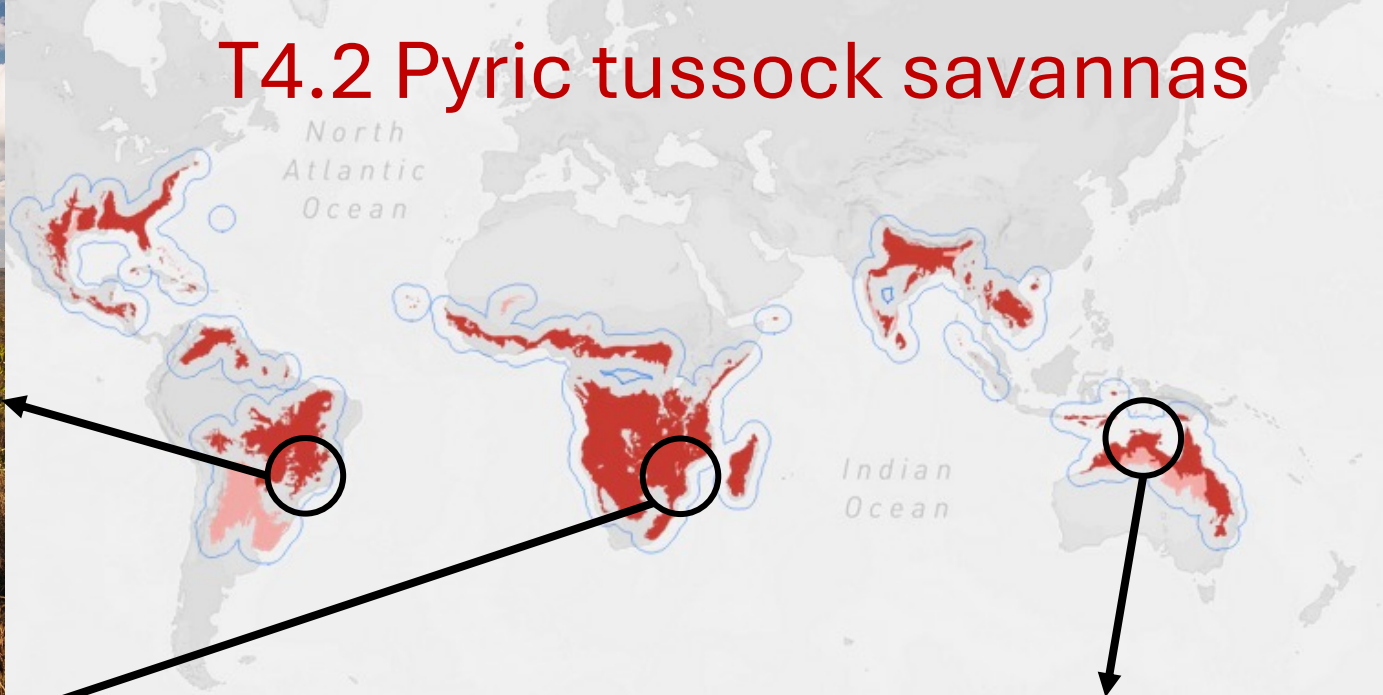 T4.2 Pyric tussock savannas
North
Atlantic
Ocean
Indian
Ocean